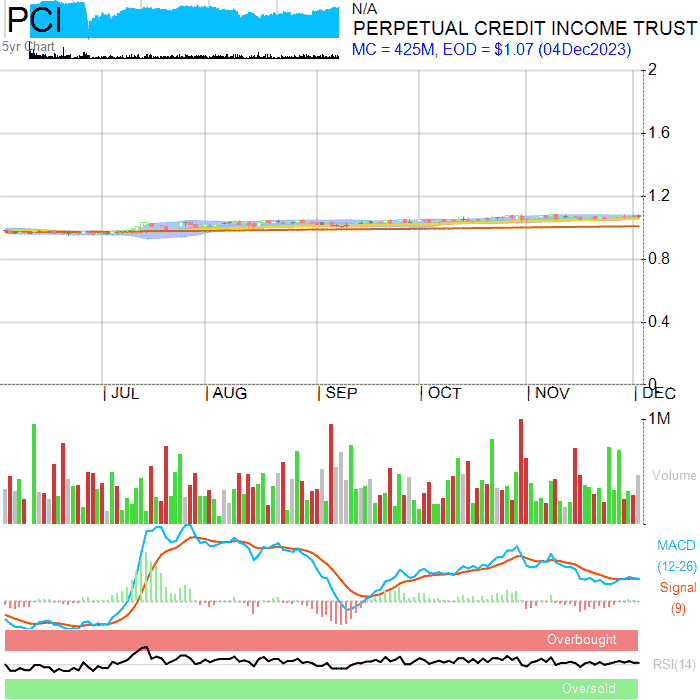 PCI
N/A
PERPETUAL CREDIT INCOME TRUST
5yr Chart
MC = 425M, EOD = $1.07 (04Dec2023)
2
1.6
1.2
0.8
0.4
0
JUL AUG SEP OCT NOV DEC
1M
Volume
MACD
(12-26)
Signal
(9)
Overbought
RSI(14)
Oversold